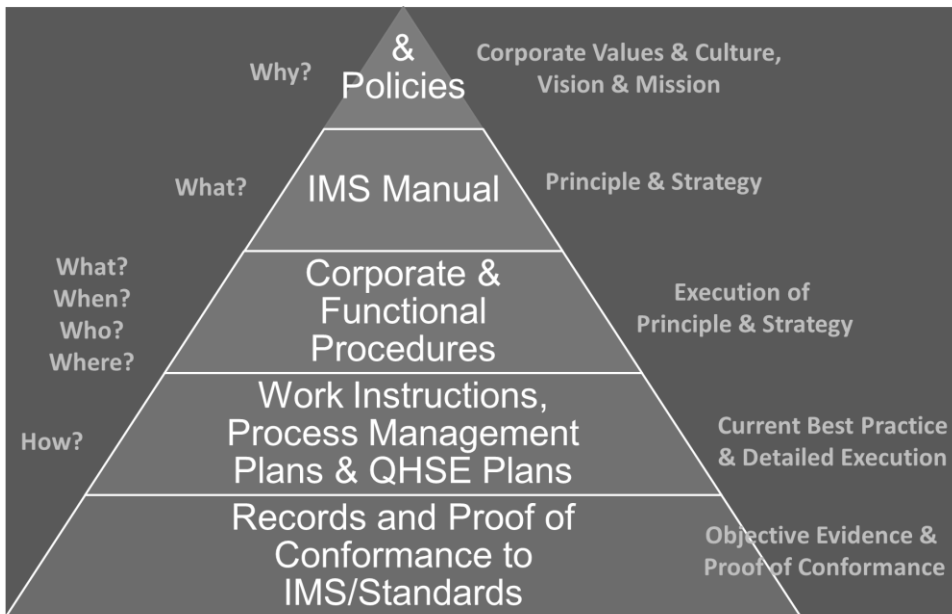 Why?
&
Policies
Corporate Values & Culture,
Vision & Mission
What?
IMS Manual
Principle & Strategy
What?
When?
Who?
Where?
Corporate &
Functional
Procedures
Execution of
Principle & Strategy
How?
Work Instructions,
Process Management
Plans & QHSE Plans
Current Best Practice
& Detailed Execution
Records and Proof of
Conformance to
IMS/Standards
Objective Evidence &
Proof of Conformance